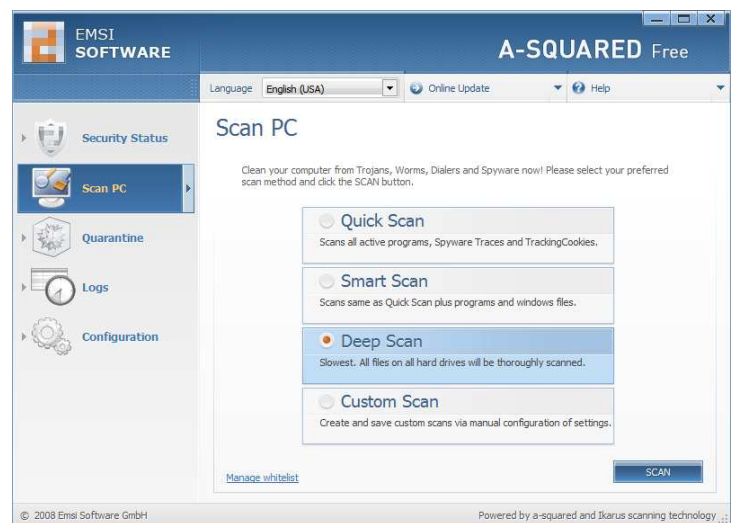 EMSI
SOFTWARE
A-SQUARED Free
Language English (USA) Online Update Help
Security Status
Scan PC
Quarantine
Logs
Configuration
Scan PC
Clean your computer from Trojans, Worms, Dialers and Spyware now! Please select your preferred
scan method and click the SCAN button.
Quick Scan
Scans all active programs, Spyware Traces and TrackingCookies.
Smart Scan
Scans same as Quick Scan plus programs and windows files.
Deep Scan
Slowest. All files on all hard drives will be thoroughly scanned.
Custom Scan
Create and save custom scans via manual configuration of settings.
Manage whitelist
SCAN
© 2008 Emsi Software GmbH
Powered by a-squared and Ikarus scanning technology